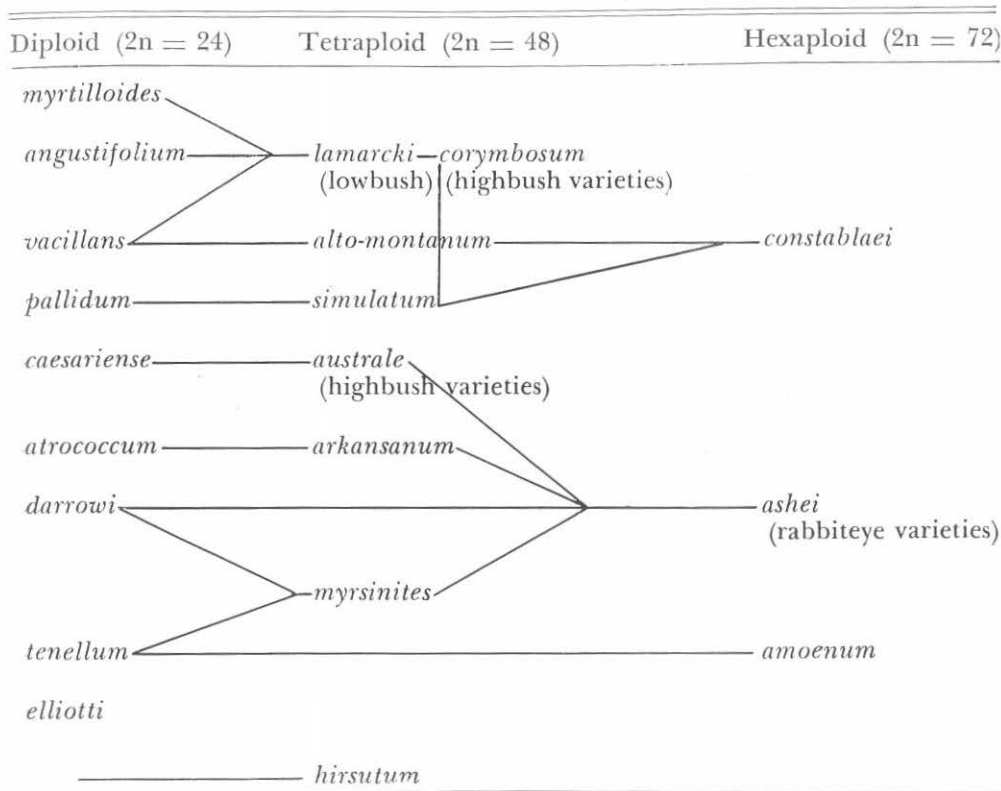 Diploid (2n = 24) Tetraploid (2n = 48) Hexaploid (2n = 72)
myrtilloides
angustifolium lamarcki corymbosum
(lowbush) (highbush varieties)
vacillans alto-montanum constablaei
pallidum simulatum
caesariense australe
(highbush varieties)
atrococcum arkansanum
darrowi ashei
(rabbiteye varieties)
myrsinites
tenellum amoenum
elliotti
hirsutum